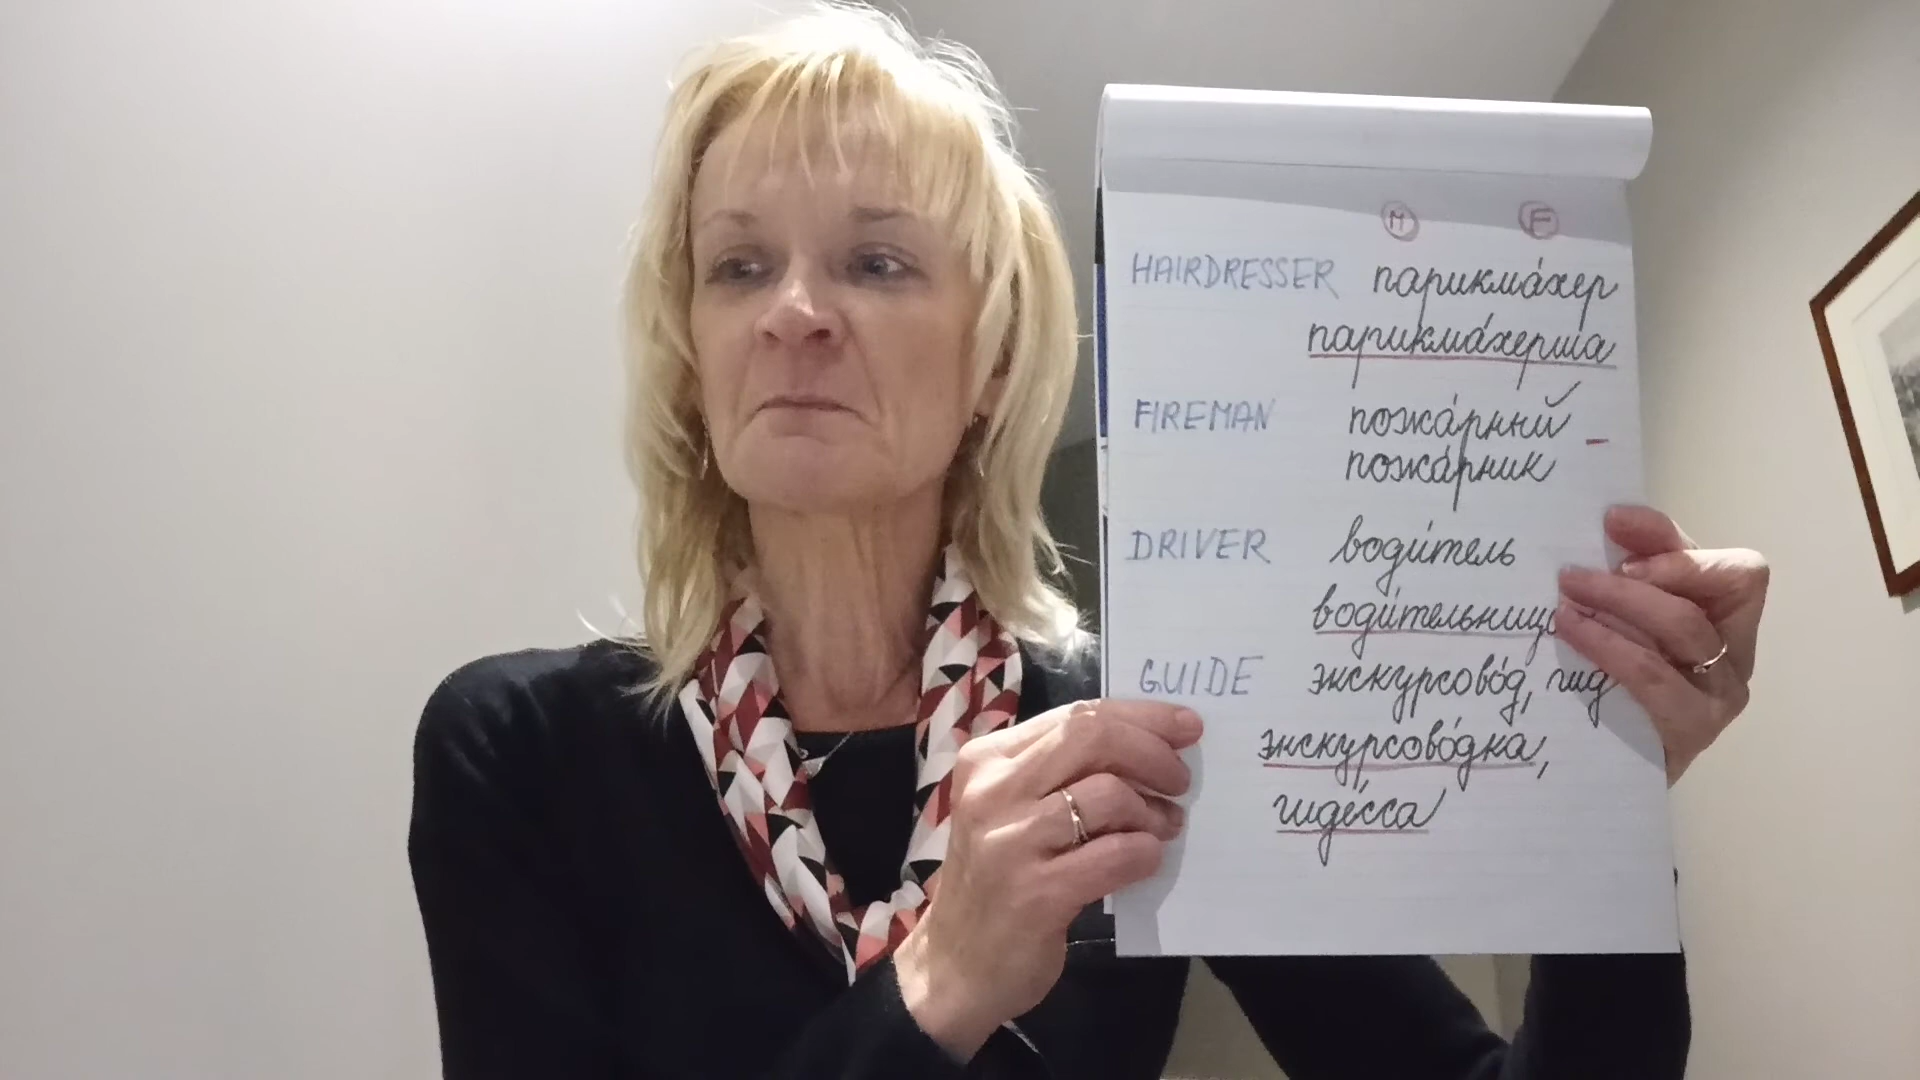 M F
HAIRDRESSER парикма́хер
парикма́херша
FIREMAN пожа́рный -
пожа́рник
DRIVER води́тель
води́тельница
GUIDE экскурсово́д, гид
экскурсово́дка,
гиде́сса